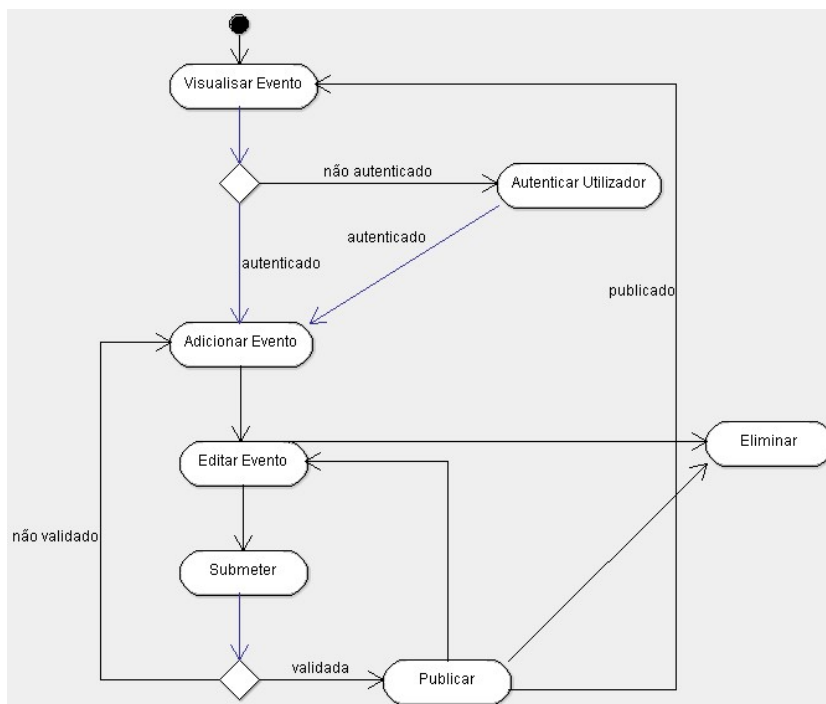 Visualisar Evento
não autenticado
Autenticar Utilizador
autenticado
autenticado
publicado
Adicionar Evento
Eliminar
Editar Evento
não validado
Submeter
validada
Publicar